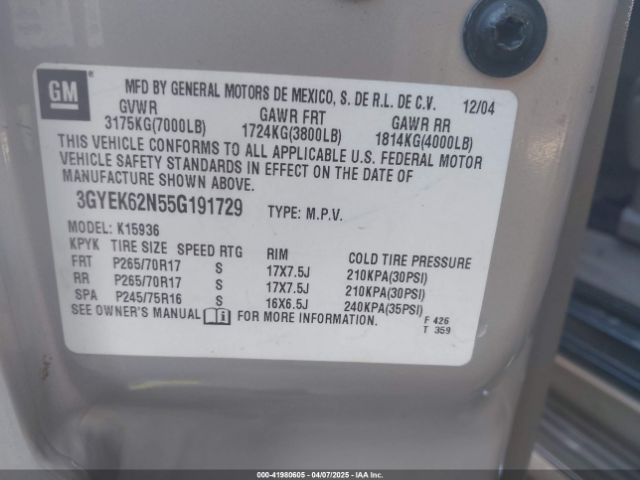 GM ®
MFD BY GENERAL MOTORS DE MEXICO, S. DE R.L. DE C.V. 12/04
GVWR GAWR FRT GAWR RR
3175KG(7000LB) 1724KG(3800LB) 1814KG(4000LB)
THIS VEHICLE CONFORMS TO ALL APPLICABLE U.S. FEDERAL MOTOR
VEHICLE SAFETY STANDARDS IN EFFECT ON THE DATE OF
MANUFACTURE SHOWN ABOVE.
3GYEK62N55G191729 TYPE: M.P.V.
MODEL: K15936
KPYK TIRE SIZE SPEED RTG RIM COLD TIRE PRESSURE
FRT P265/70R17 S 17X7.5J 210KPA(30PSI)
RR P265/70R17 S 17X7.5J 210KPA(30PSI)
SPA P245/75R16 S 16X6.5J 240KPA(35PSI)
SEE OWNER'S MANUAL FOR MORE INFORMATION. F 426
T 359
000-41980605 - 04/07/2025 - IAAI.COM